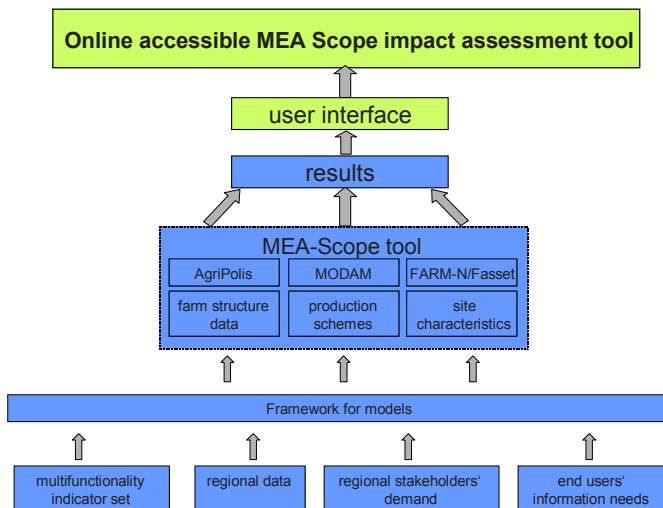 Online accessible MEA Scope impact assessment tool
user interface
results
MEA-Scope tool
AgriPolis
MODAM
FARM-N/Fasset
farm structure
data
production
schemes
site
characteristics
Framework for models
multifunctionality
indicator set
regional data
regional stakeholders‘
demand
end users‘
information needs